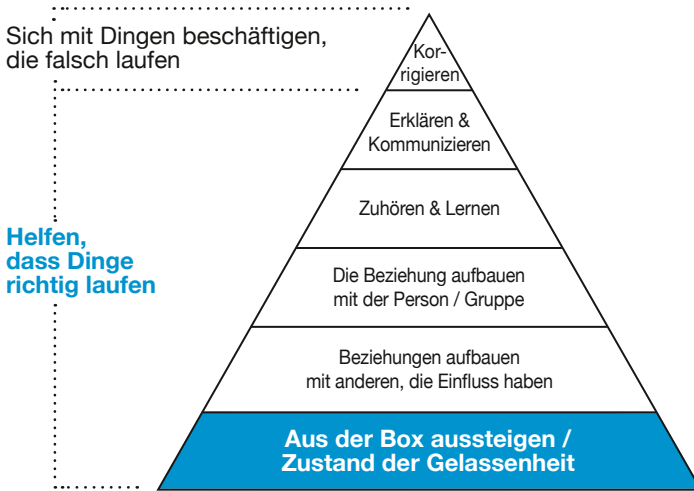 Sich mit Dingen beschäftigen,
die falsch laufen
Helfen,
dass Dinge
richtig laufen
Kor-
rigieren
Erklären &
Kommunizieren
Zuhören & Lernen
Die Beziehung aufbauen
mit der Person / Gruppe
Beziehungen aufbauen
mit anderen, die Einfluss haben
Aus der Box aussteigen /
Zustand der Gelassenheit